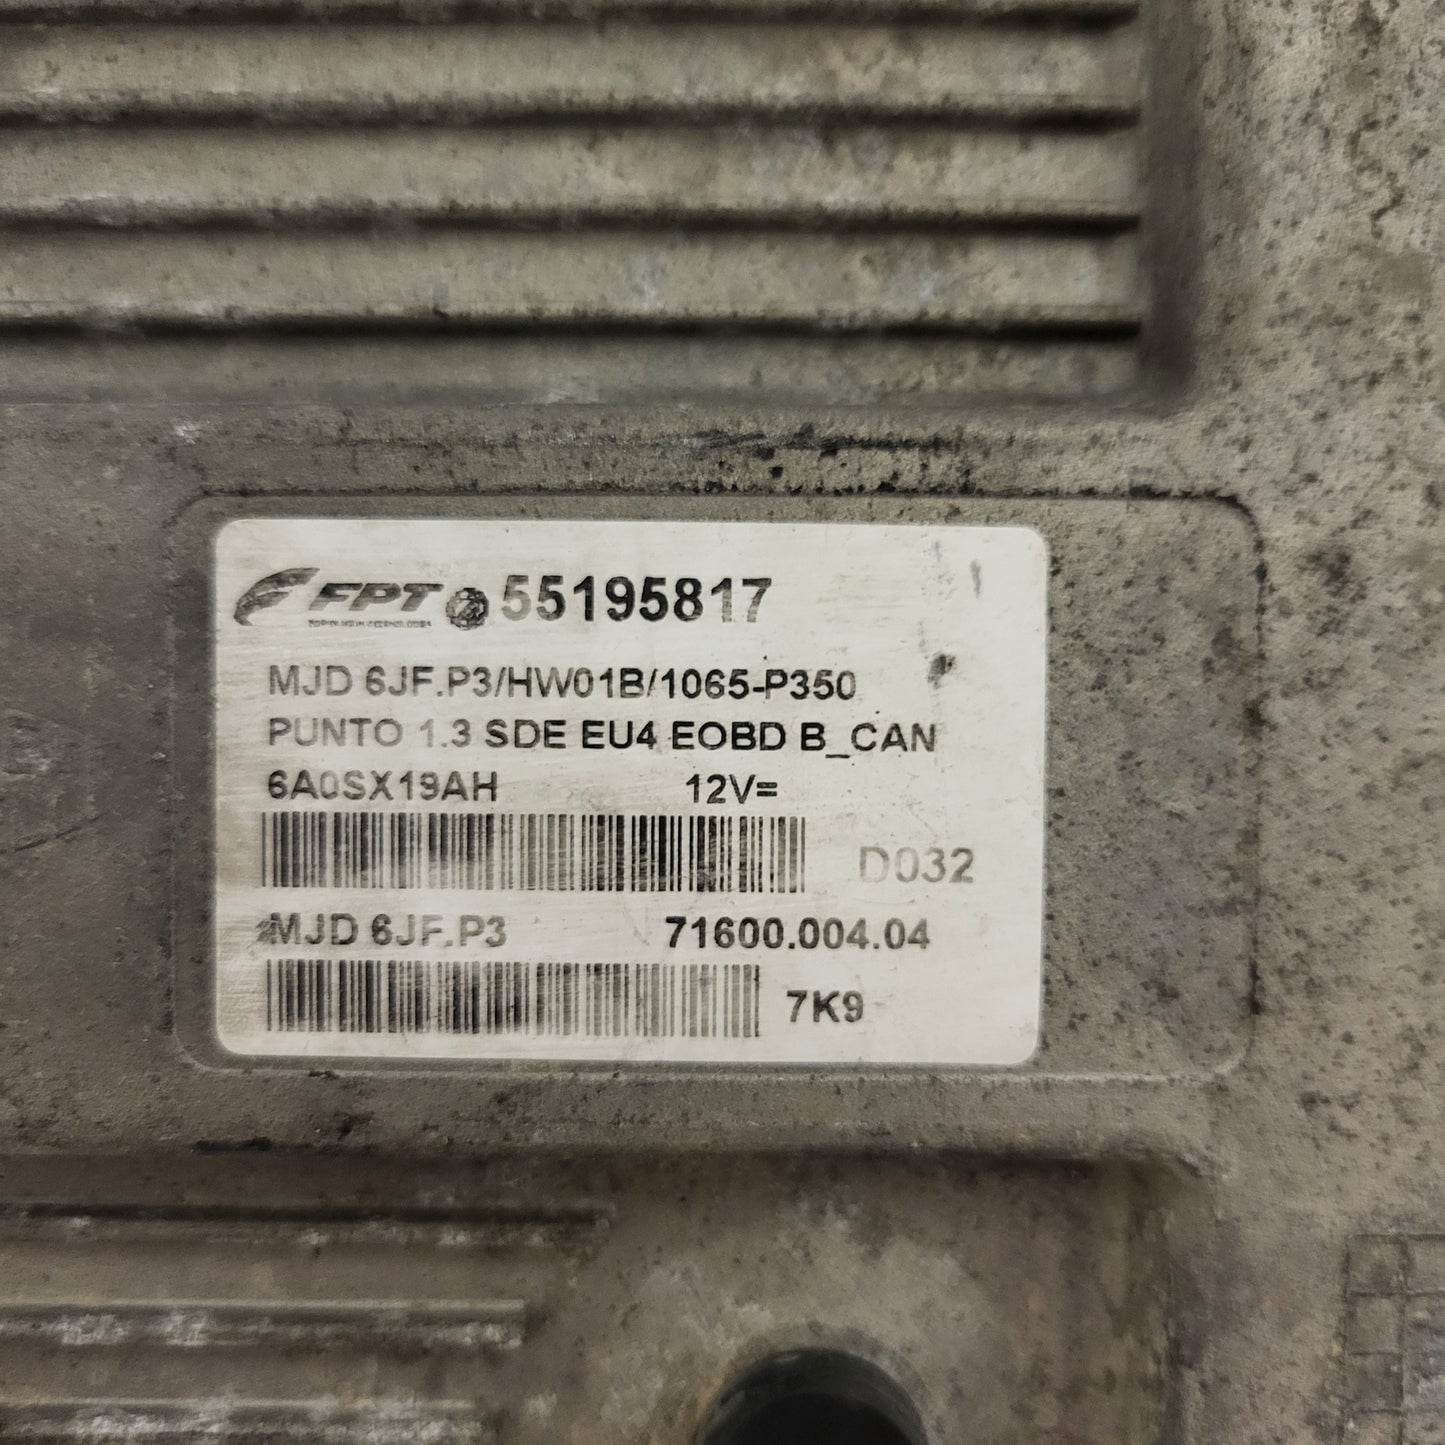 FPT 55195817
MJD 6JF.P3/HW01B/1065-P350
PUNTO 1.3 SDE EU4 EOBD B_CAN
6A0SX19AH 12V=
D032
MJD 6JF.P3 71600.004.04
7K9